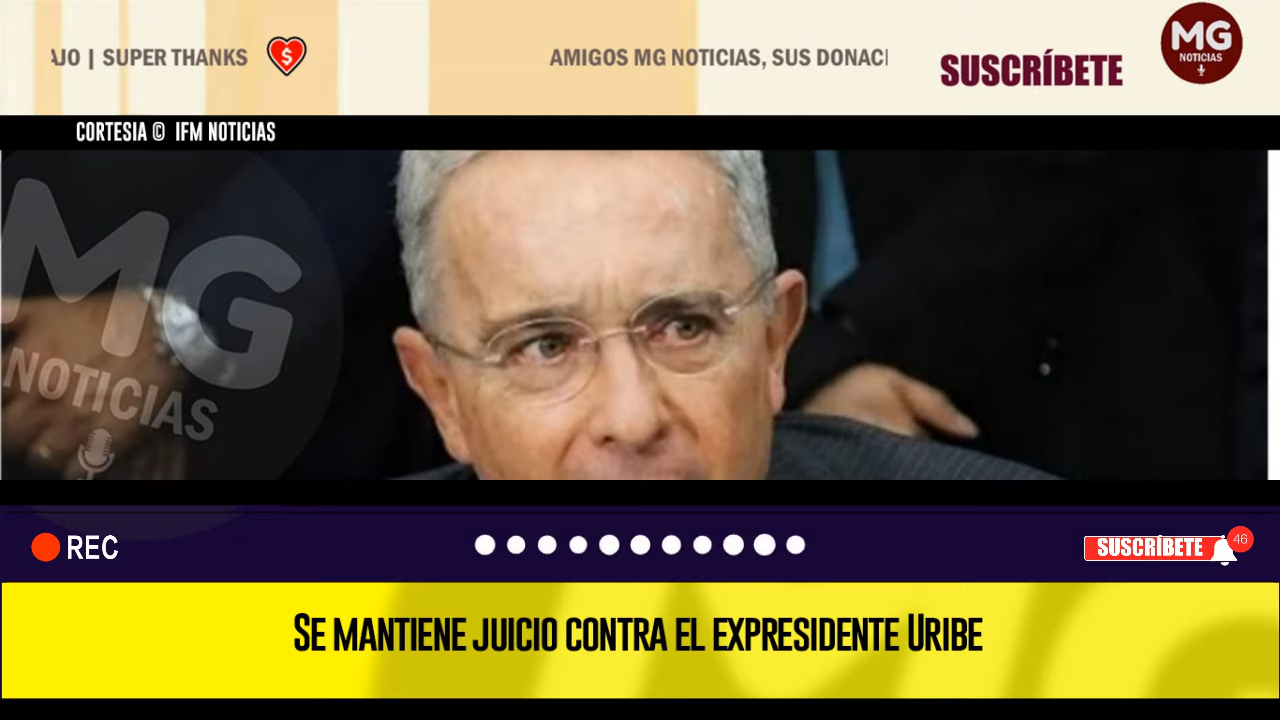 AJO | SUPER THANKS
$
AMIGOS MG NOTICIAS, SUS DONACI
SUSCRÍBETE
MG
NOTICIAS
CORTESIA © IFM NOTICIAS
MG
NOTICIAS
REC
SUSCRÍBETE
46
SE MANTIENE JUICIO CONTRA EL EXPRESIDENTE URIBE